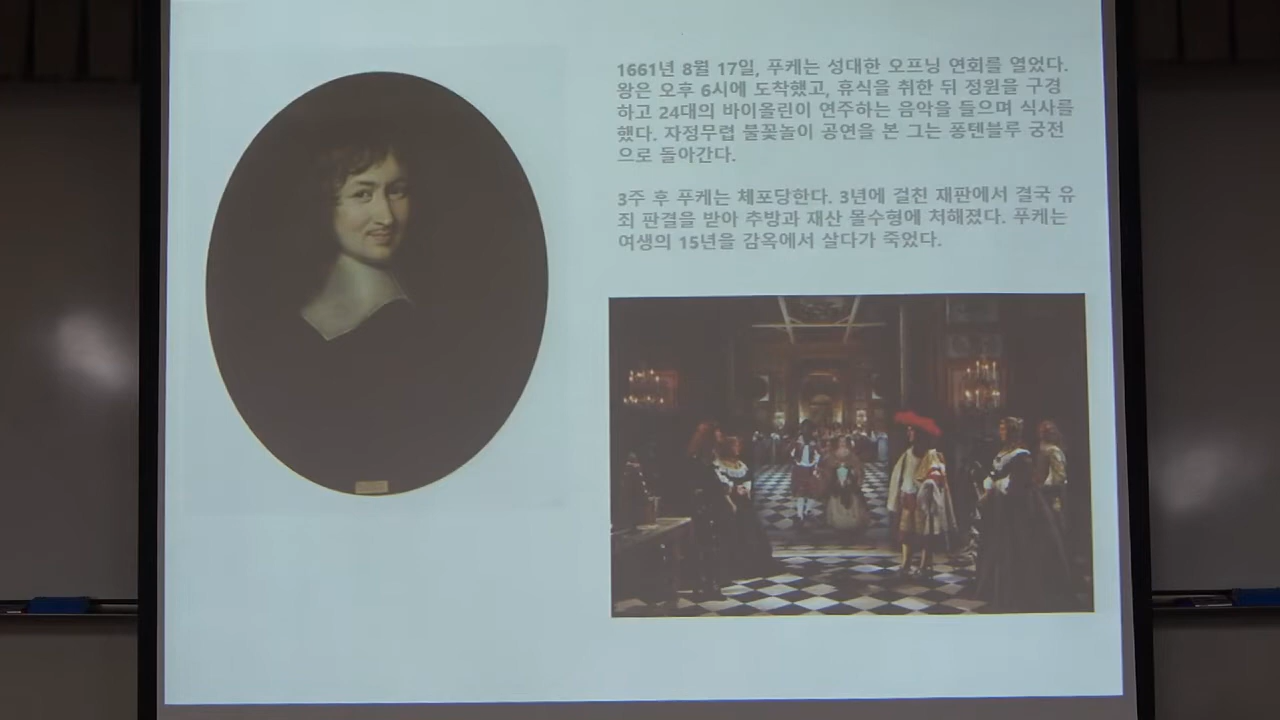 1661년 8월 17일, 푸케는 성대한 오프닝 연회를 열었다.
왕은 오후 6시에 도착했고, 휴식을 취한 뒤 정원을 구경
하고 24대의 바이올린이 연주하는 음악을 들으며 식사를
했다. 자정무렵 불꽃놀이 공연을 본 그는 퐁텐블루 궁전
으로 돌아간다.
3주 후 푸케는 체포당한다. 3년에 걸친 재판에서 결국 유
죄 판결을 받아 추방과 재산 몰수형에 처해졌다. 푸케는
여생의 15년을 감옥에서 살다가 죽었다.